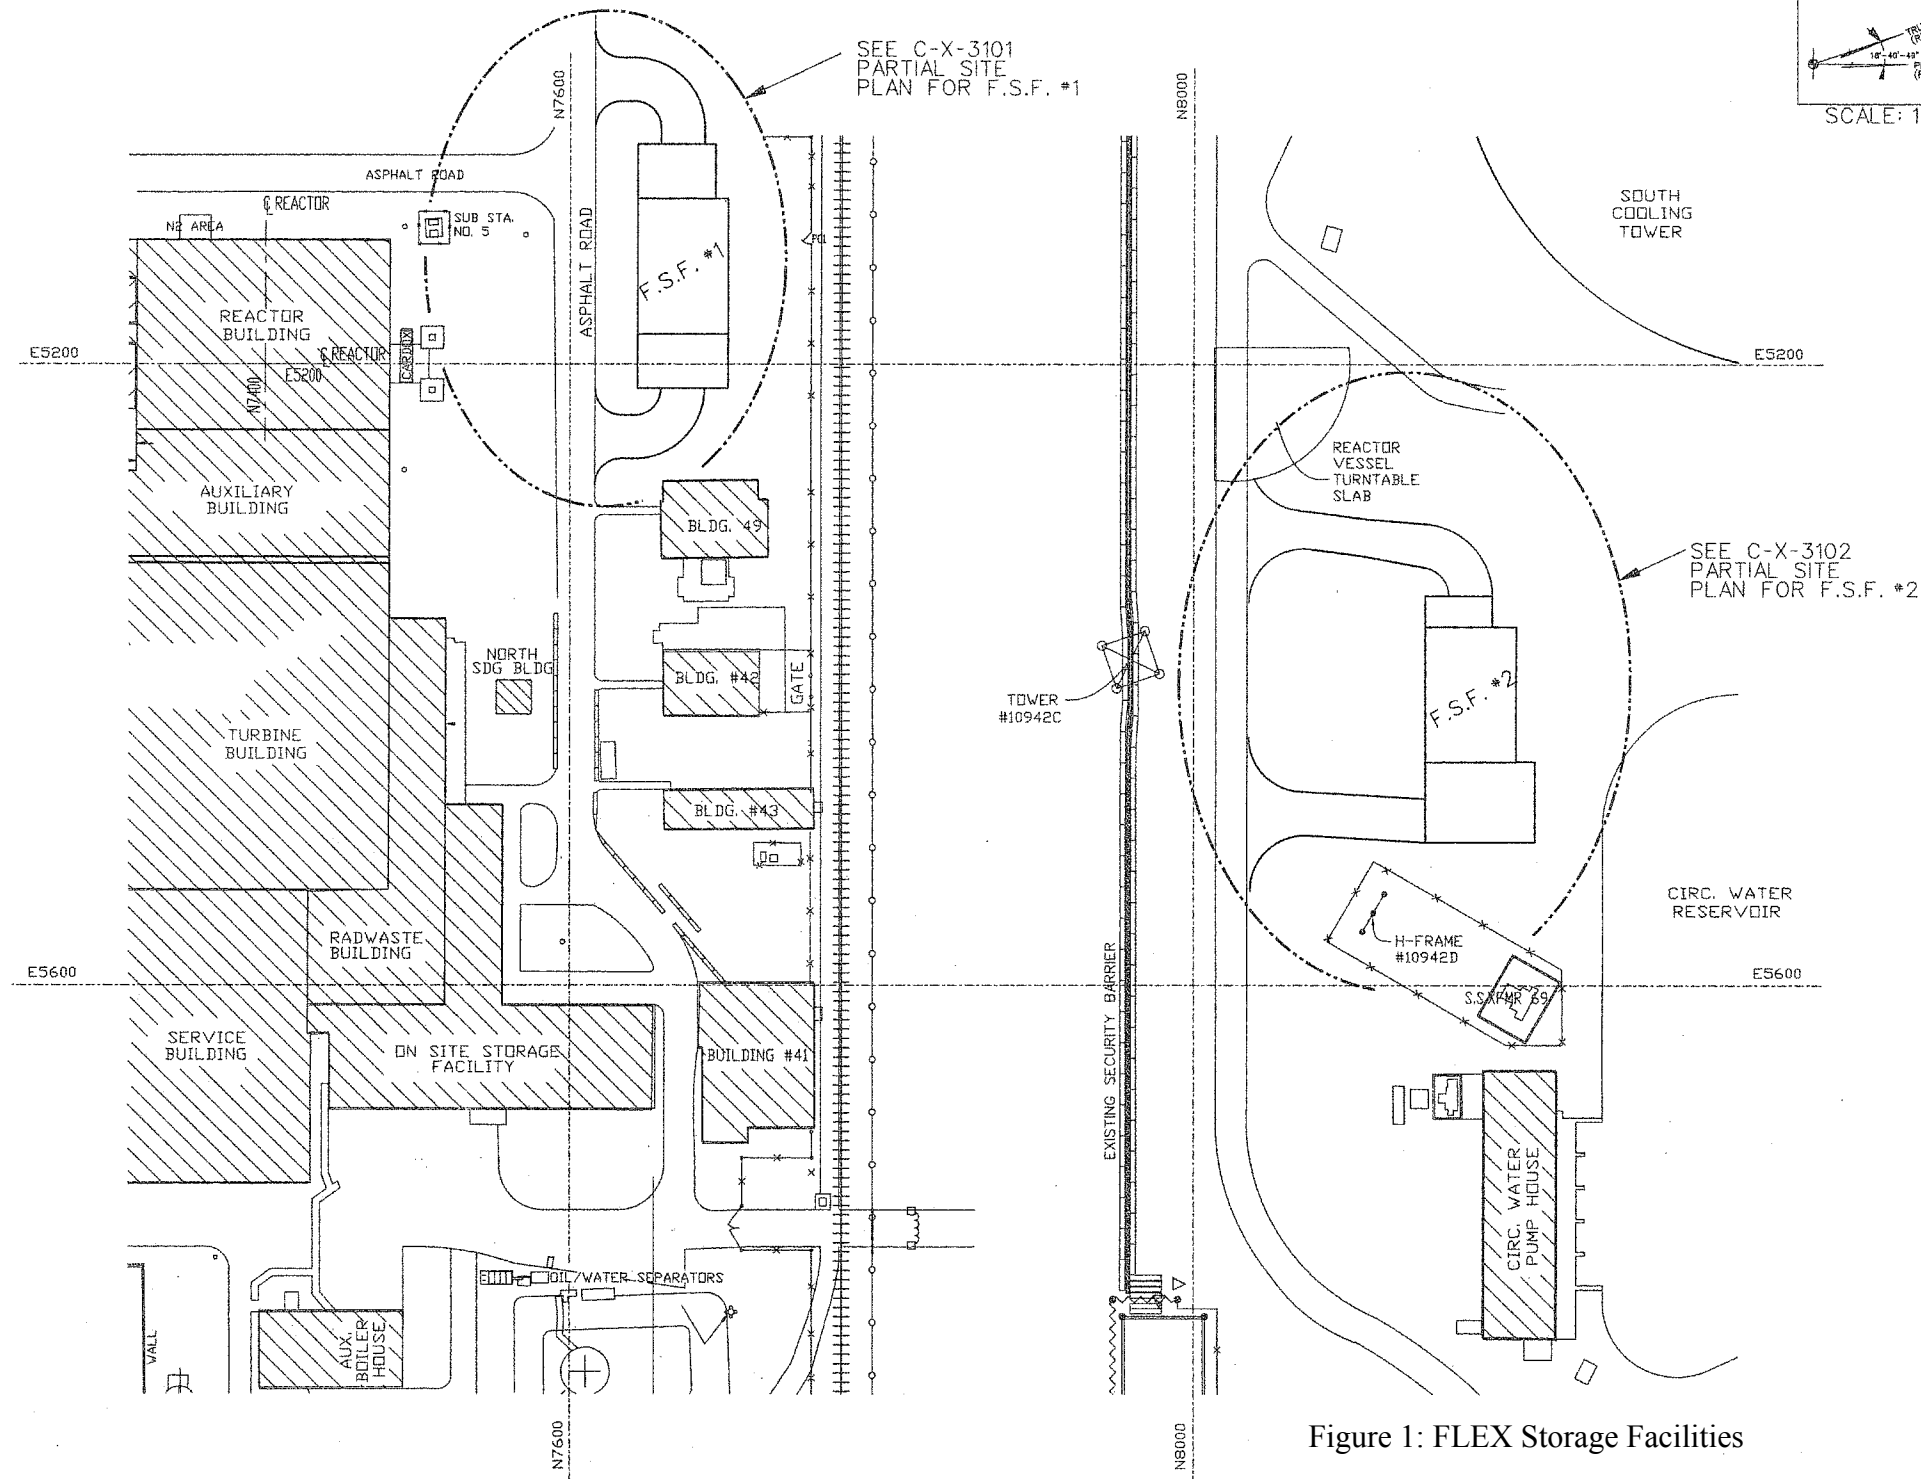 SEE C-X-3101
PARTIAL SITE
PLAN FOR F.S.F. #1
N7600
N8000
SCALE: 1
ASPHALT ROAD
℄ REACTOR
N2 AREA
SUB STA.
NO. 5
ASPHALT ROAD
F.S.F. #1
SOUTH
COOLING
TOWER
REACTOR
BUILDING
E5200
℄ REACTOR
E5200
N7400
CARDOX
E5200
REACTOR
VESSEL
TURNTABLE
SLAB
AUXILIARY
BUILDING
BLDG. 49
SEE C-X-3102
PARTIAL SITE
PLAN FOR F.S.F. #2
NORTH
SDG BLDG
BLDG. #42
GATE
TOWER
#10942C
F.S.F. #2
TURBINE
BUILDING
BLDG. #43
CIRC. WATER
RESERVOIR
RADWASTE
BUILDING
H-FRAME
#10942D
E5600
E5600
S.S.XFMR 69
SERVICE
BUILDING
ON SITE STORAGE
FACILITY
BUILDING #41
EXISTING SECURITY BARRIER
CIRC. WATER
PUMP HOUSE
OIL/WATER SEPARATORS
WALL
AUX.
BOILER
HOUSE
N7600
N8000
Figure 1: FLEX Storage Facilities